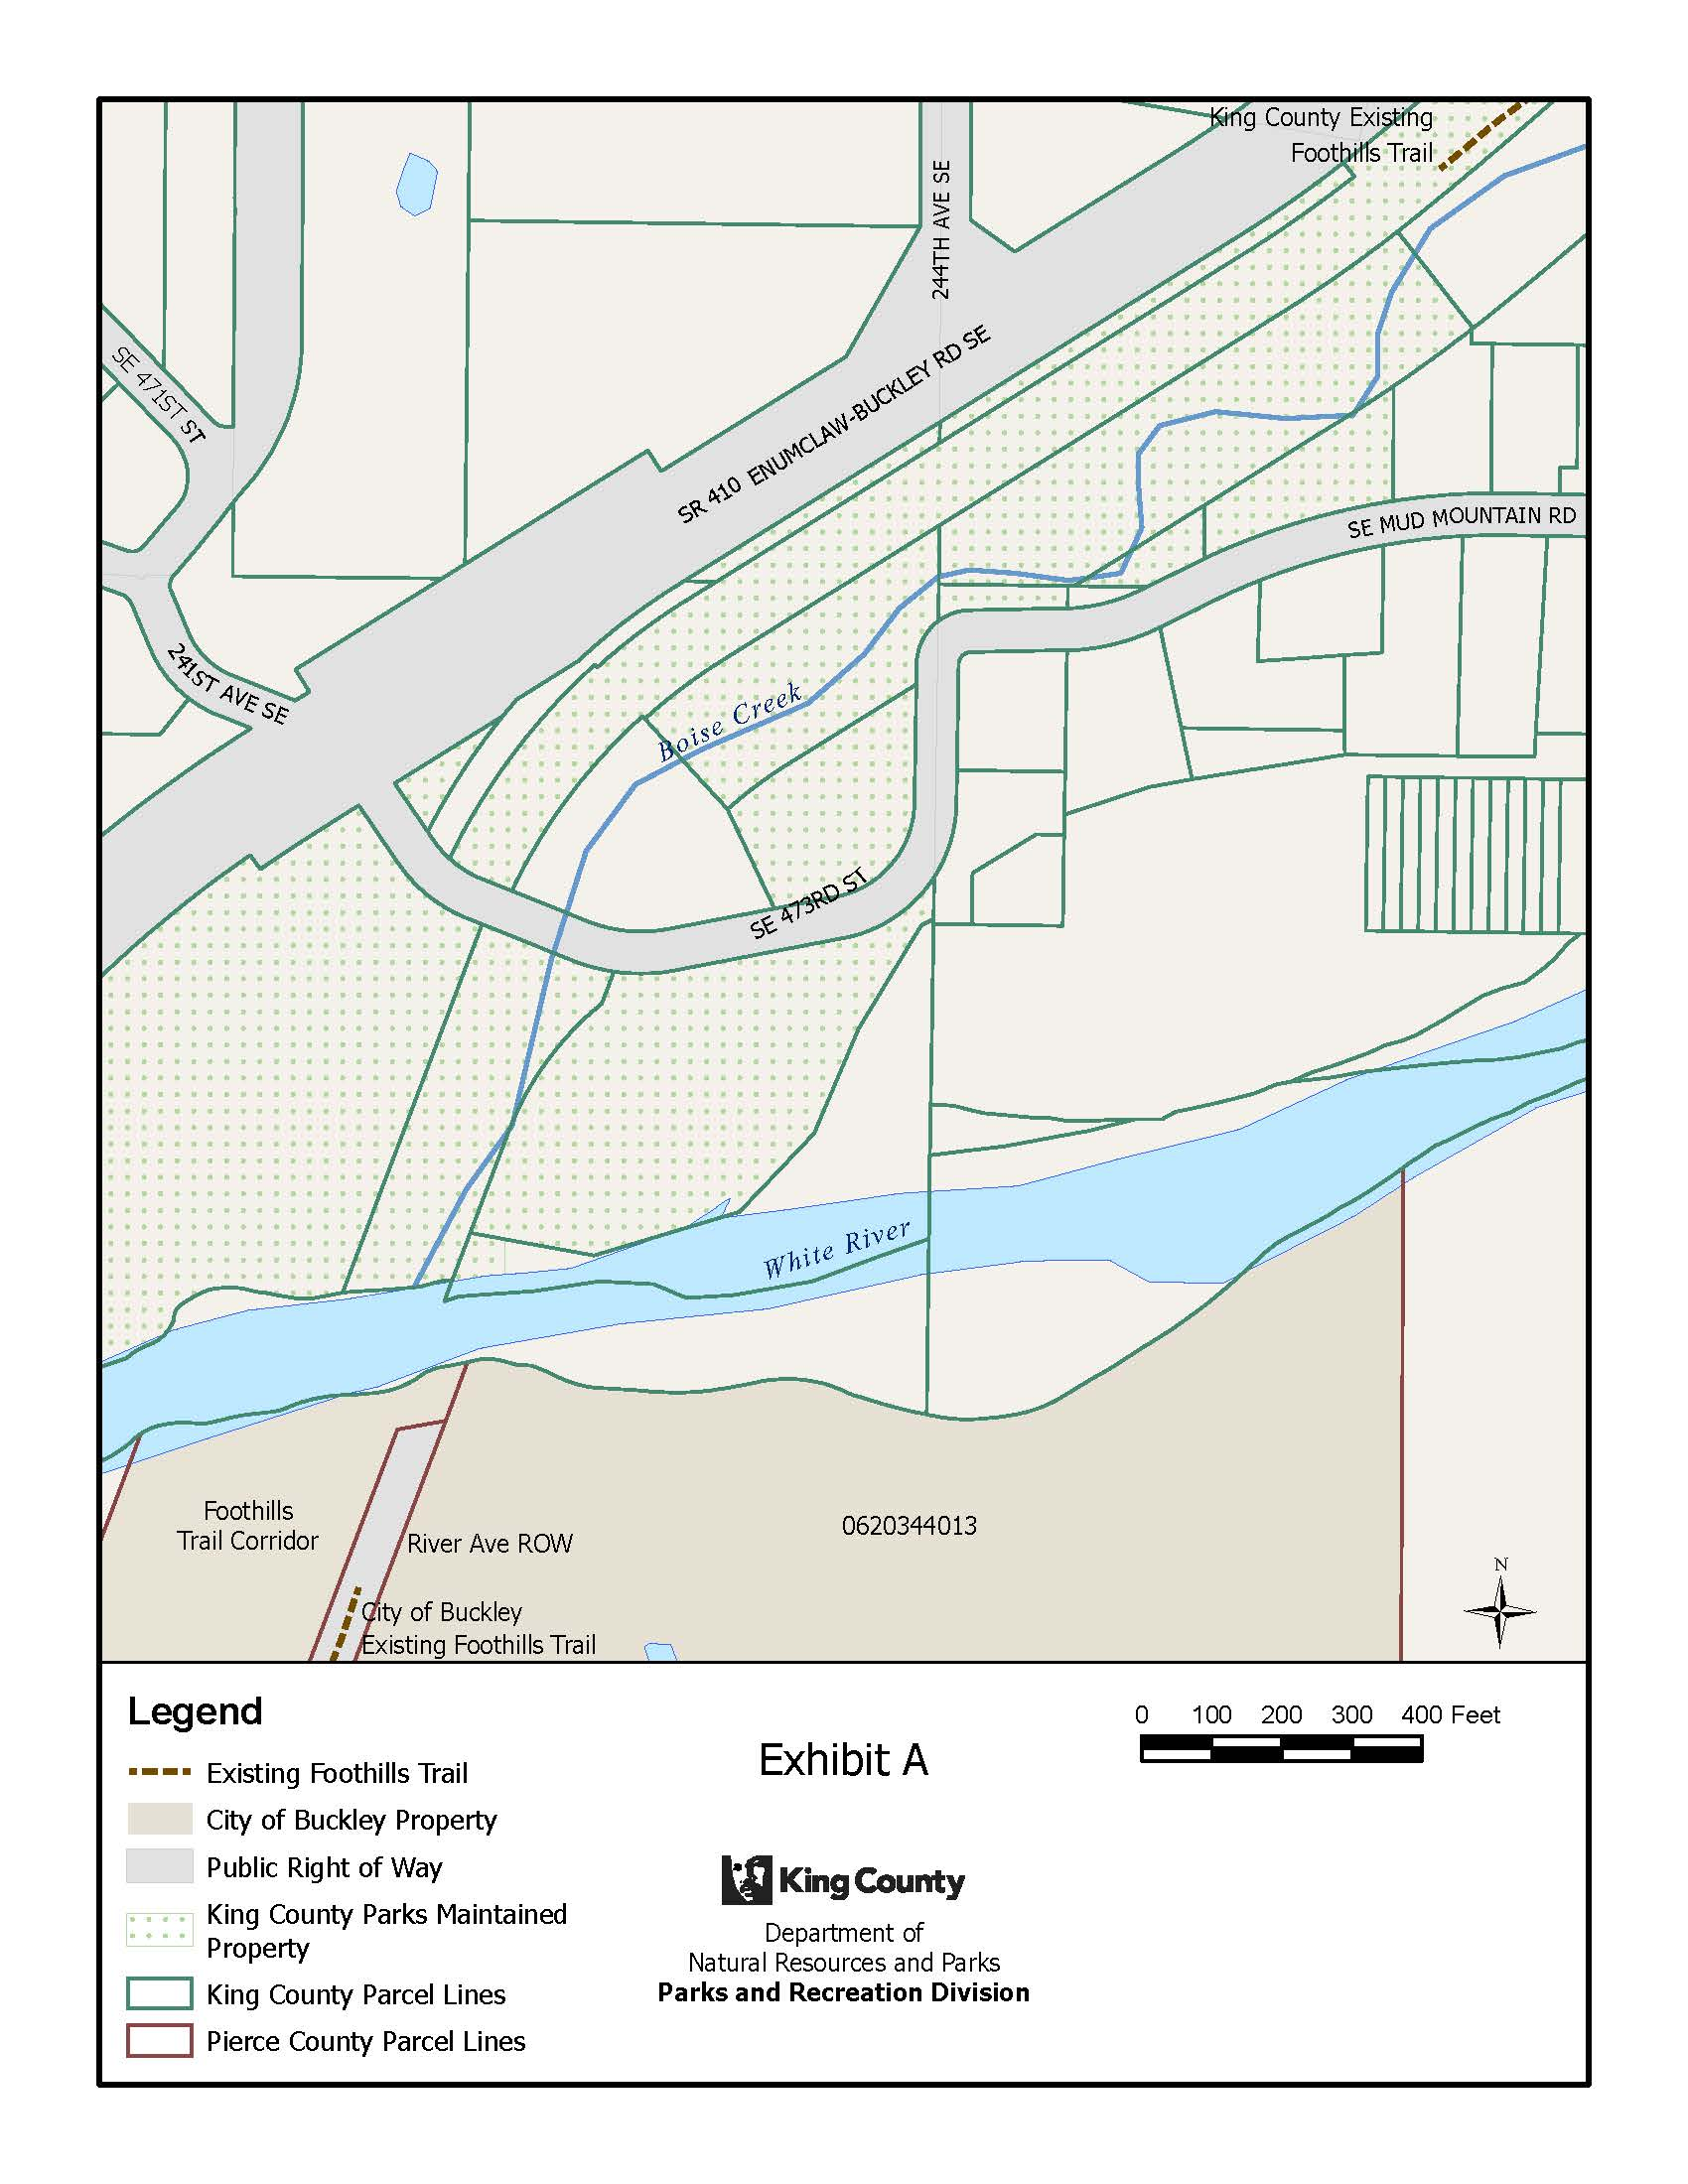 King County Existing
Foothills Trail
244TH AVE SE
SE 471ST ST
SR 410 ENUMCLAW-BUCKLEY RD SE
SE MUD MOUNTAIN RD
241ST AVE SE
Boise Creek
SE 473RD ST
White River
Foothills
Trail Corridor
River Ave ROW
0620344013
City of Buckley
Existing Foothills Trail
N
Legend
Existing Foothills Trail
City of Buckley Property
Public Right of Way
King County Parks Maintained
Property
King County Parcel Lines
Pierce County Parcel Lines
Exhibit A
King County
Department of
Natural Resources and Parks
Parks and Recreation Division
0 100 200 300 400 Feet